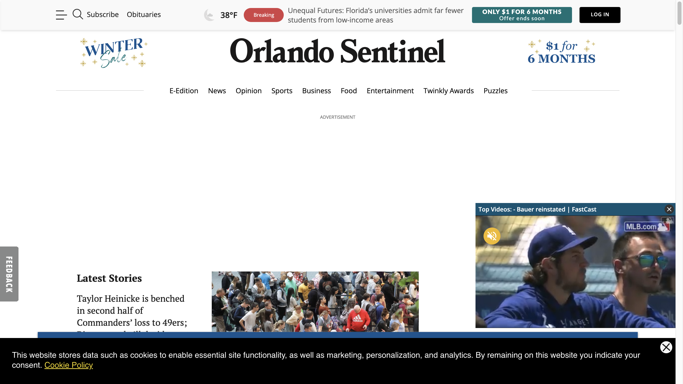 Subscribe
Obituaries
38°F
Breaking
Unequal Futures: Florida's universities admit far fewer
students from low-income areas
ONLY $1 FOR 6 MONTHS
Offer ends soon
LOG IN
WINTER
Sale
Orlando Sentinel
$1 for
6 MONTHS
E-Edition
News
Opinion
Sports
Business
Food
Entertainment
Twinkly Awards
Puzzles
ADVERTISEMENT
Top Videos: - Bauer reinstated | FastCast
MLB.com
FEEDBACK
Latest Stories
Taylor Heinicke is benched
in second half of
Commanders' loss to 49ers;
This website stores data such as cookies to enable essential site functionality, as well as marketing, personalization, and analytics. By remaining on this website you indicate your
consent. Cookie Policy